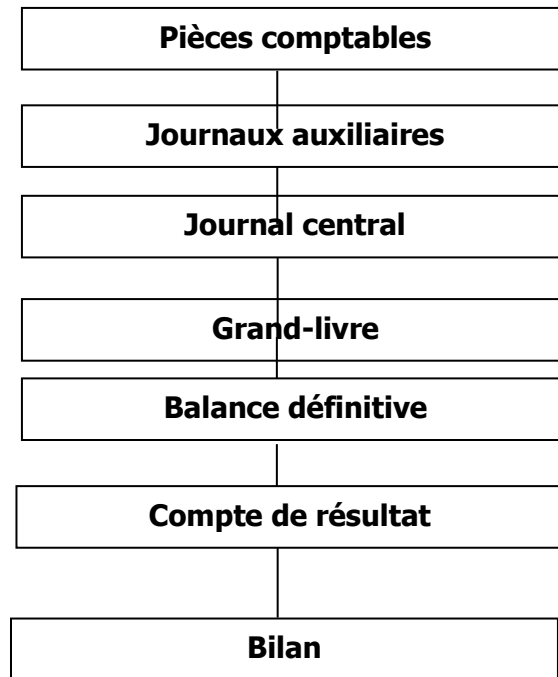 Pièces comptables
Journaux auxiliaires
Journal central
Grand-livre
Balance définitive
Compte de résultat
Bilan